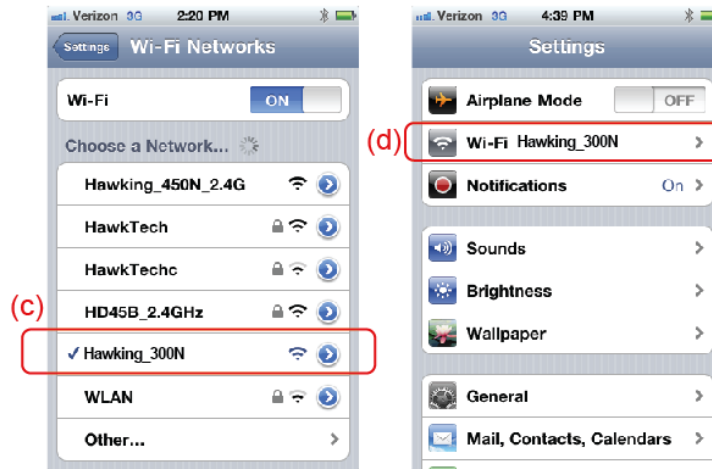 Verizon 3G 2:20 PM
Settings Wi-Fi Networks
Wi-Fi ON
Choose a Network...
Hawking_450N_2.4G
HawkTech
HawkTechc
HD45B_2.4GHz
(c)
✓ Hawking_300N
WLAN
Other...
Verizon 3G 4:39 PM
Settings
Airplane Mode OFF
(d)
Wi-Fi Hawking_300N
Notifications On
Sounds
Brightness
Wallpaper
General
Mail, Contacts, Calendars